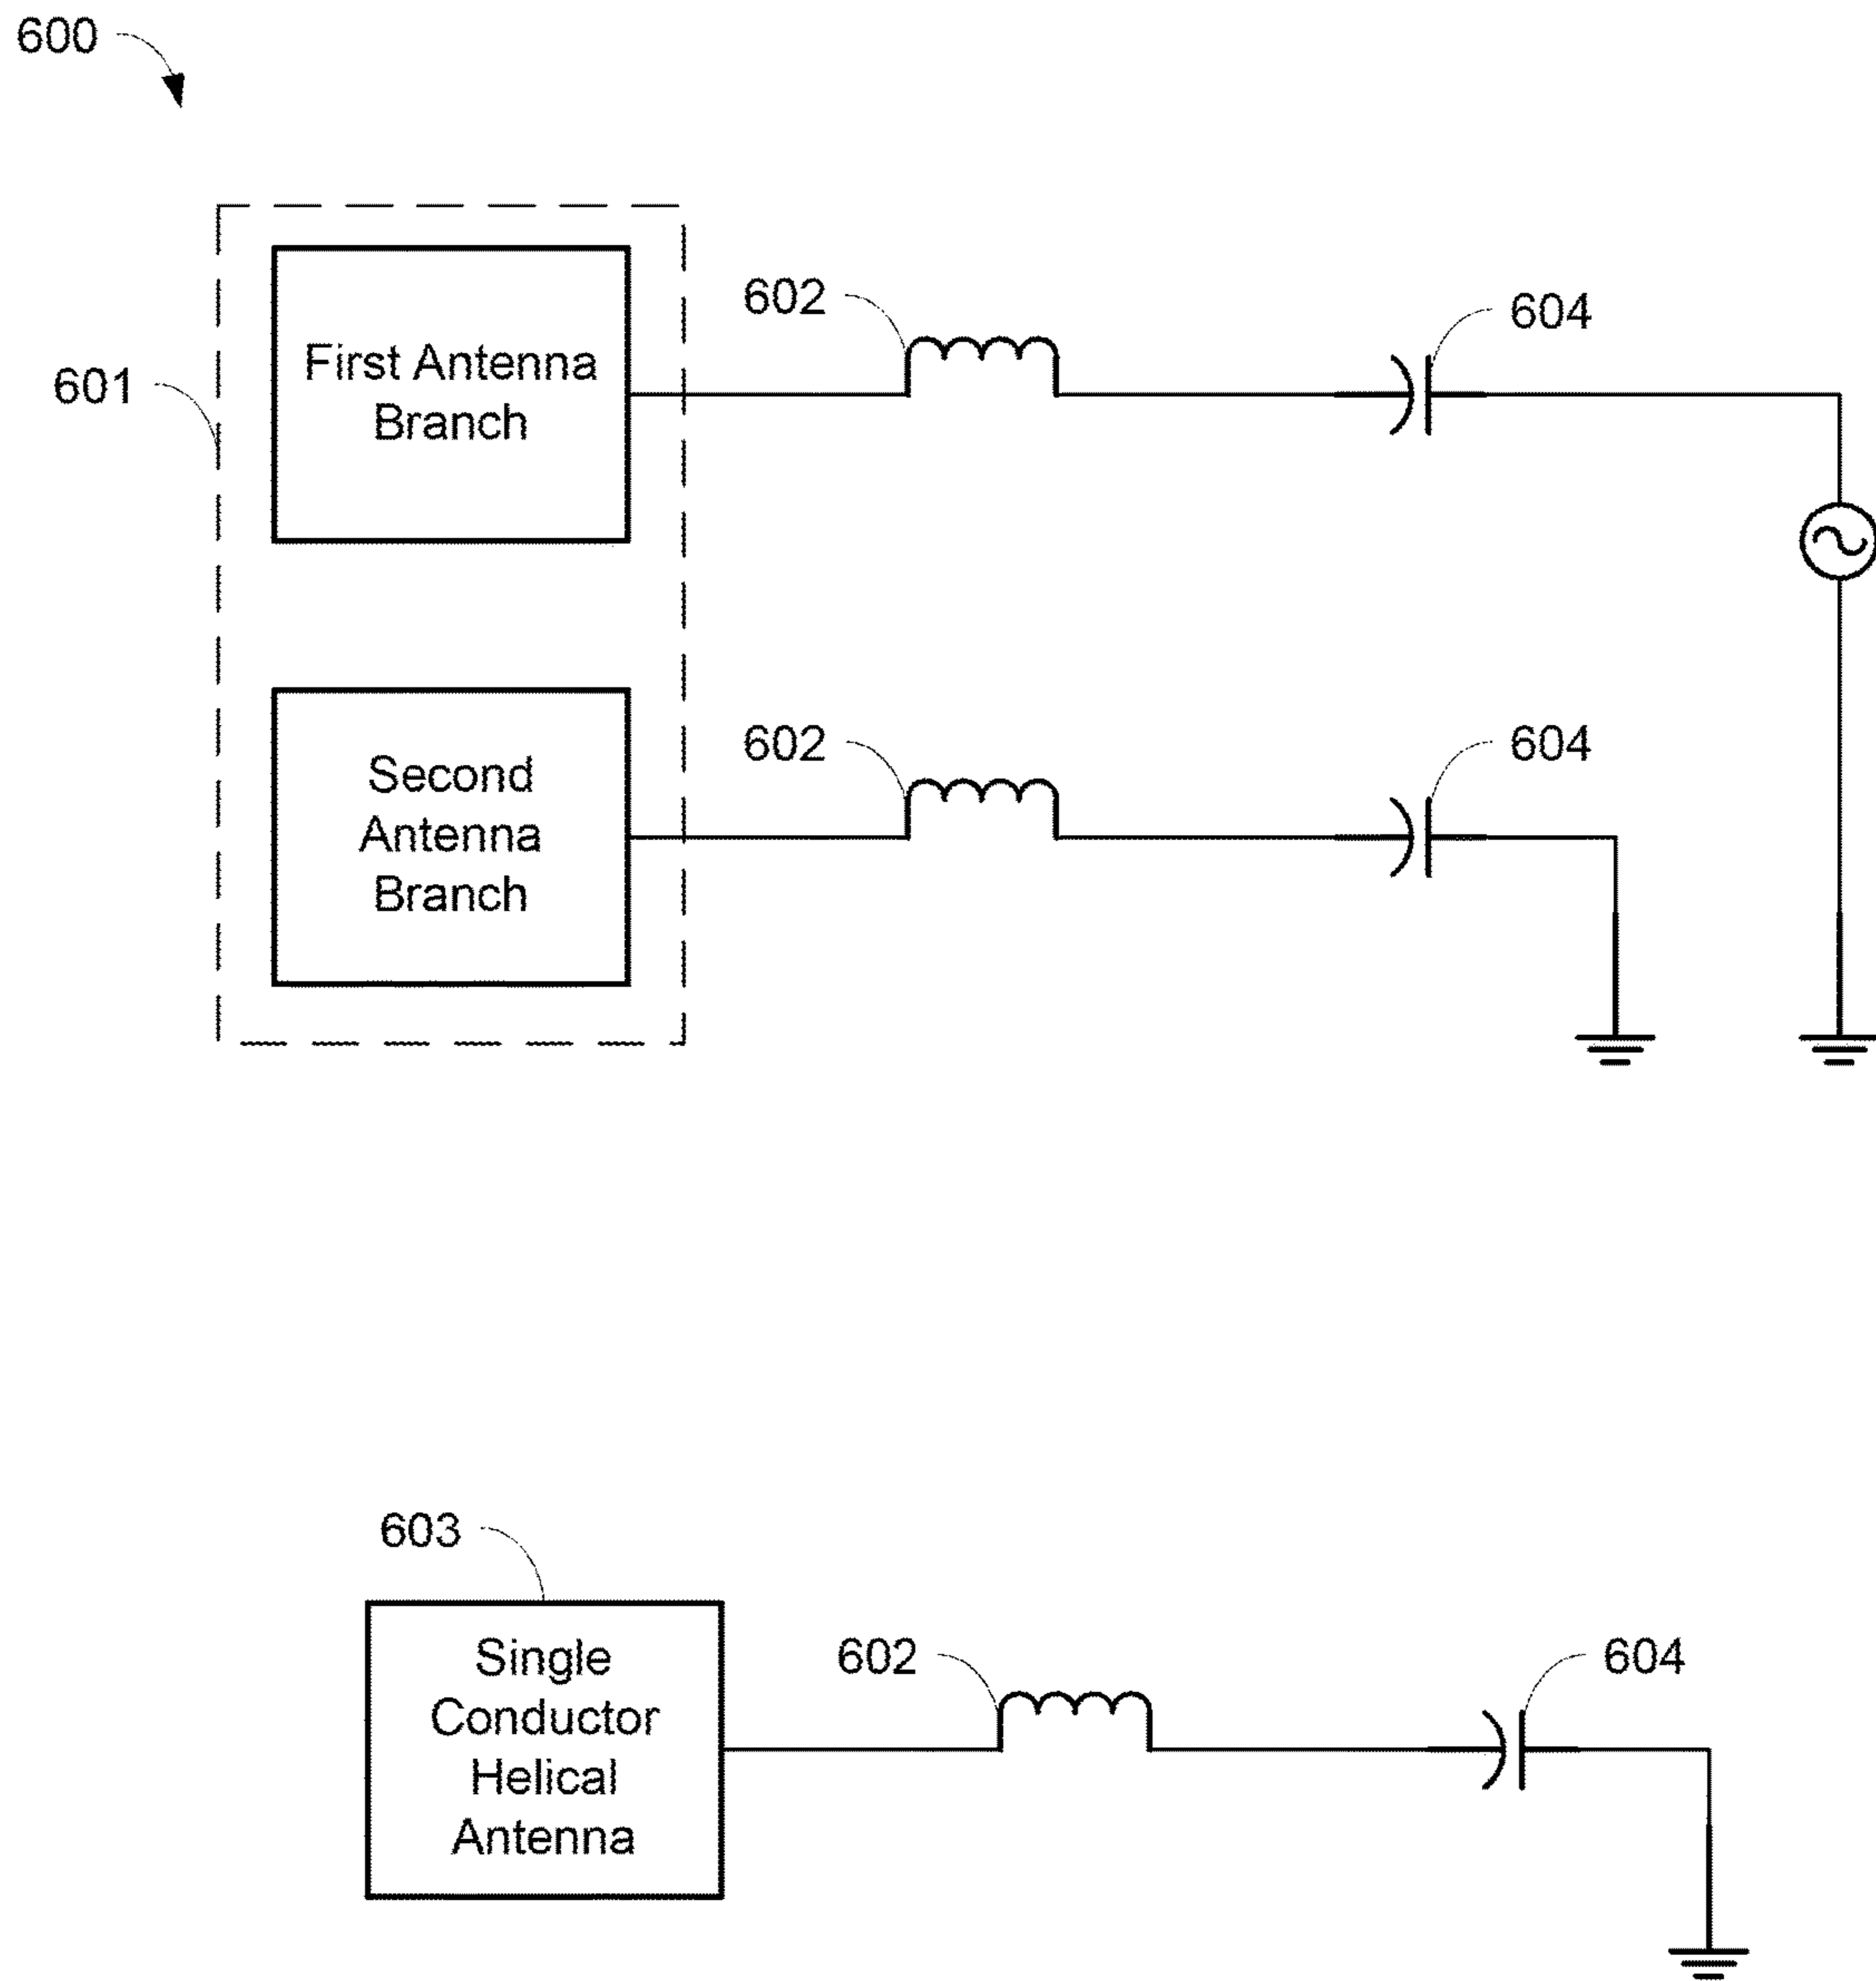 600
602
604
First Antenna
Branch
601
602
604
Second
Antenna
Branch
603
Single
Conductor
Helical
Antenna
602
604